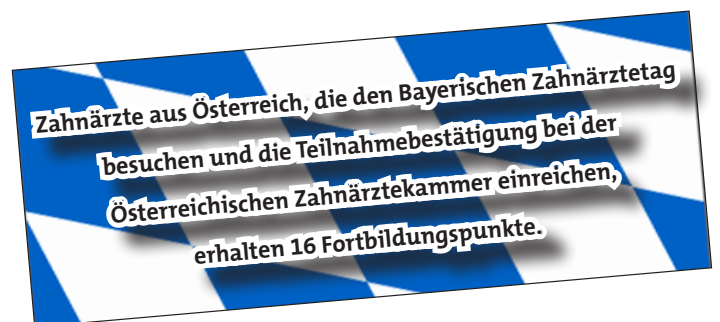 Zahnärzte aus Österreich, die den Bayerischen Zahnärztetag
besuchen und die Teilnahmebestätigung bei der
Österreichischen Zahnärztekammer einreichen,
erhalten 16 Fortbildungspunkte.